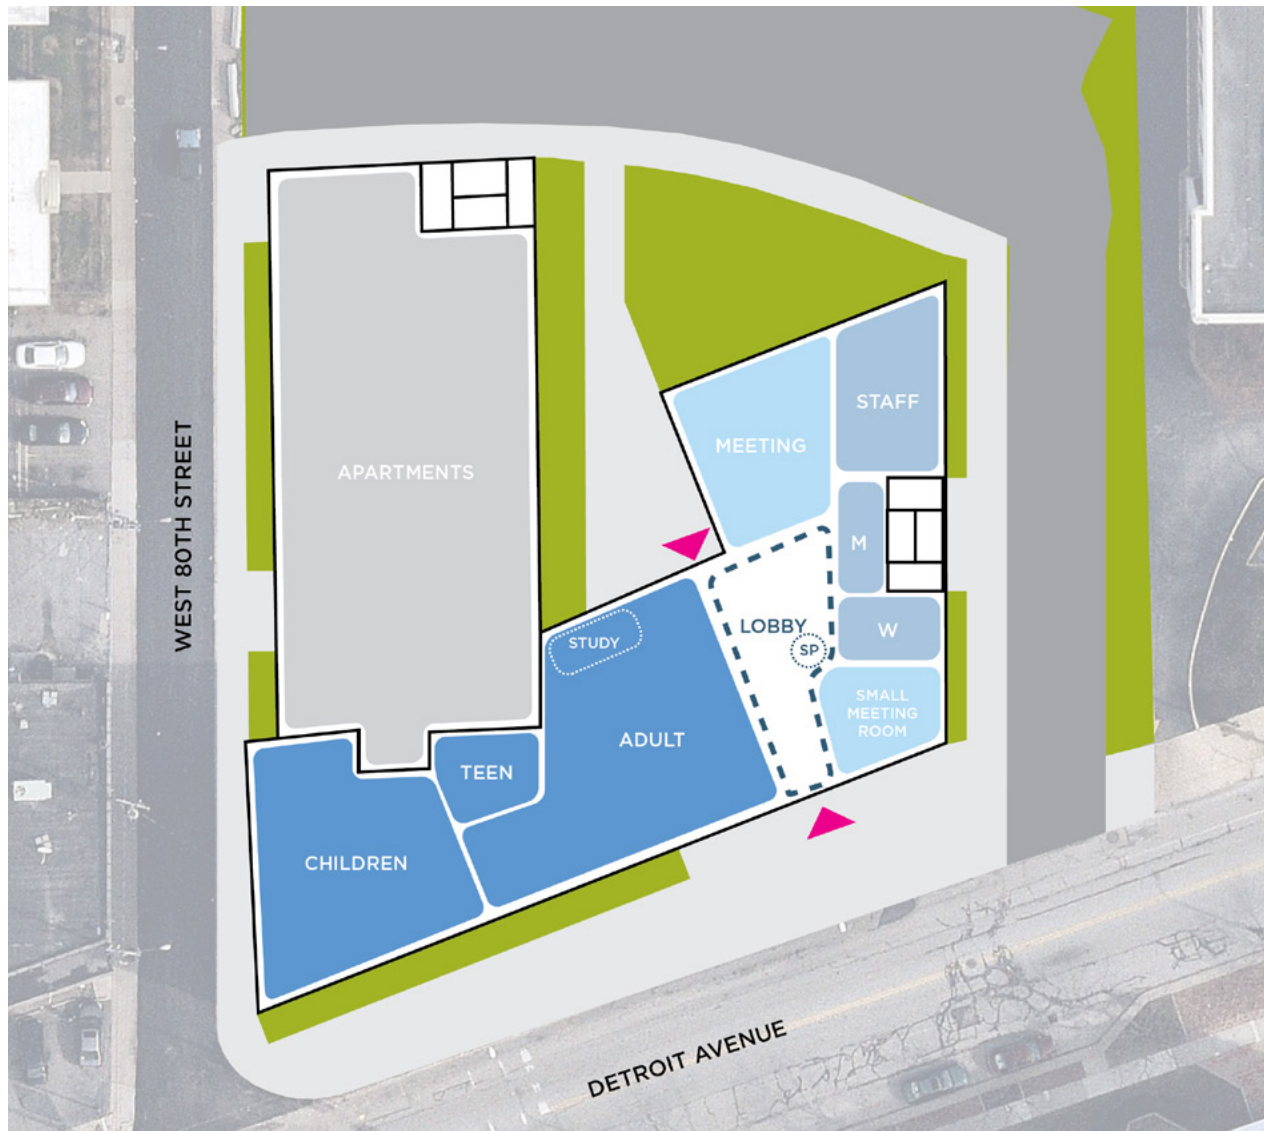 STAFF
MEETING
APARTMENTS
WEST 80TH STREET
M
LOBBY
W
STUDY
SP
SMALL
MEETING
ROOM
ADULT
TEEN
CHILDREN
DETROIT AVENUE